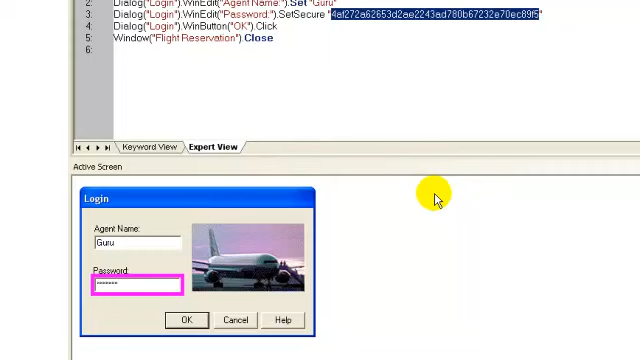 2: Dialog("Login").WinEdit("Agent Name:").Set "Guru"
3: Dialog("Login").WinEdit("Password:").SetSecure "4af272a62653d2ae2243ad780b67232e70ec89f5"
4: Dialog("Login").WinButton("OK").Click
5: Window("Flight Reservation").Close
6:
Keyword View Expert View
Active Screen
Login
Agent Name:
Guru
Password:
*******
OK Cancel Help